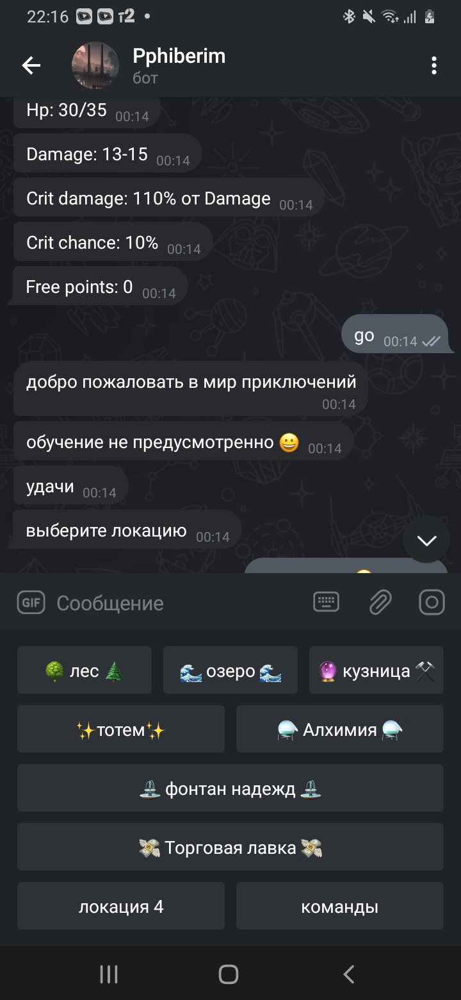 22:16 т2
Pphiberim
бот
Hp: 30/35 00:14
Damage: 13-15 00:14
Crit damage: 110% от Damage 00:14
Crit chance: 10% 00:14
Free points: 0 00:14
go 00:14
добро пожаловать в мир приключений
00:14
обучение не предусмотренно 😀 00:14
удачи 00:14
выберите локацию 00:14
GIF Сообщение
🌳 лес 🌲
🌊 озеро 🌊
🔮 кузница ⚒
✨тотем✨
⚗ Алхимия ⚗
⛲ фонтан надежд ⛲
💸 Торговая лавка 💸
локация 4
команды